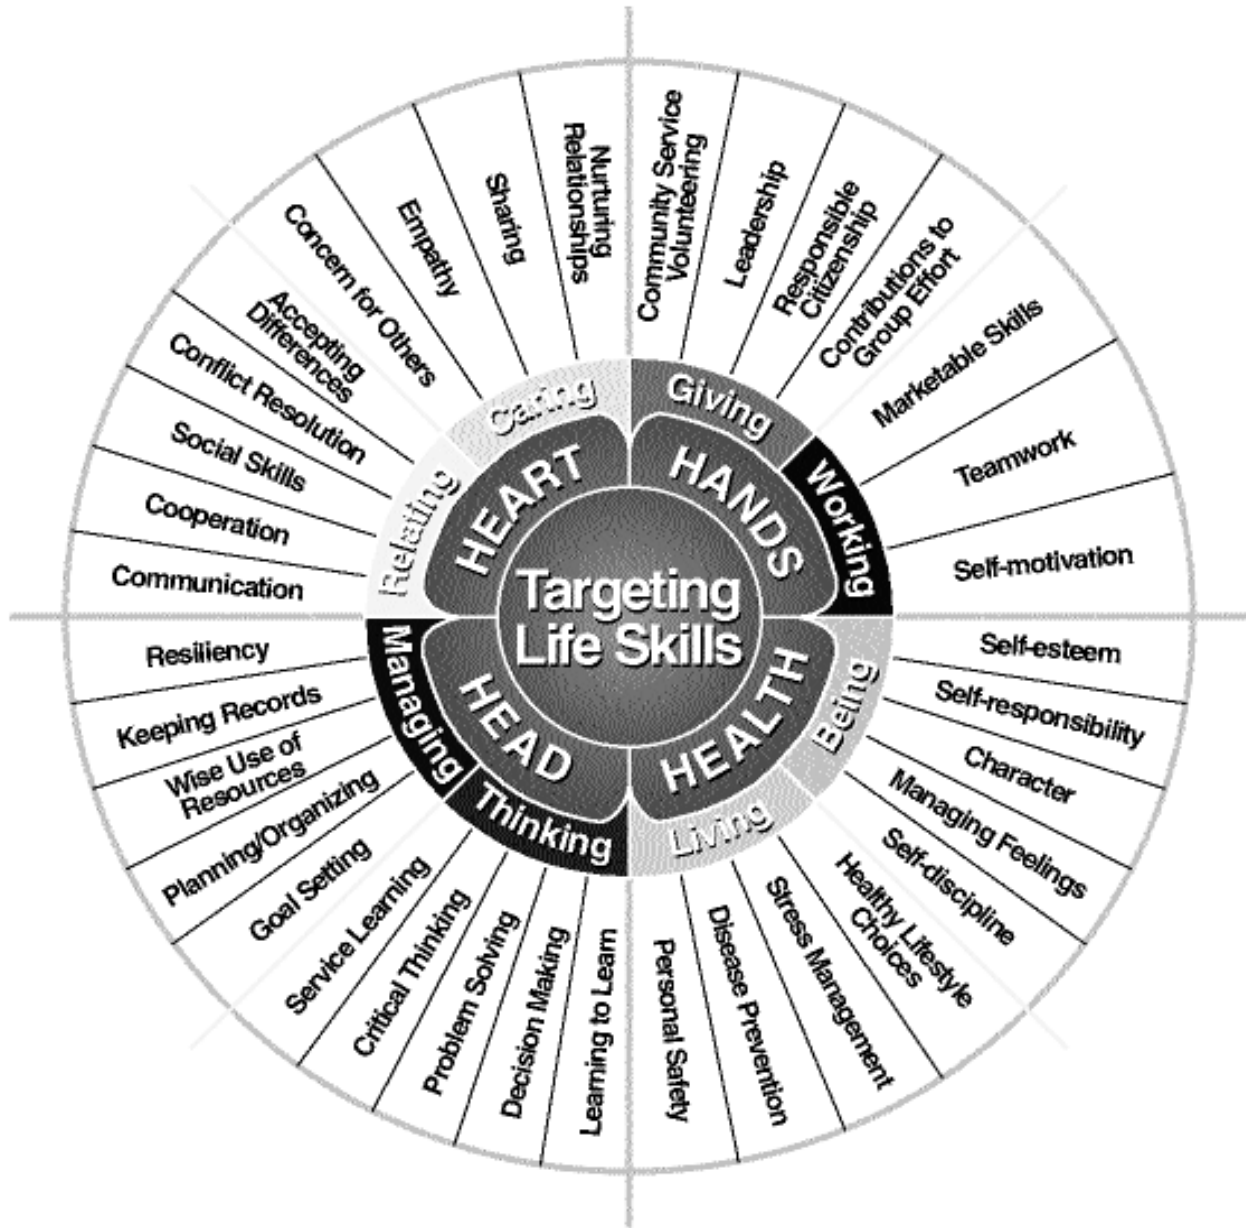 Targeting
Life Skills
HEART
HANDS
HEALTH
HEAD
Caring
Giving
Working
Being
Living
Thinking
Managing
Relating
Community Service
Volunteering
Leadership
Responsible
Citizenship
Contributions to
Group Effort
Marketable Skills
Teamwork
Self-motivation
Self-esteem
Self-responsibility
Character
Managing Feelings
Self-discipline
Healthy Lifestyle
Choices
Stress Management
Disease Prevention
Personal Safety
Learning to Learn
Decision Making
Problem Solving
Critical Thinking
Service Learning
Goal Setting
Planning/Organizing
Wise Use of
Resources
Keeping Records
Resiliency
Communication
Cooperation
Social Skills
Conflict Resolution
Accepting
Differences
Concern for Others
Empathy
Sharing
Nurturing
Relationships